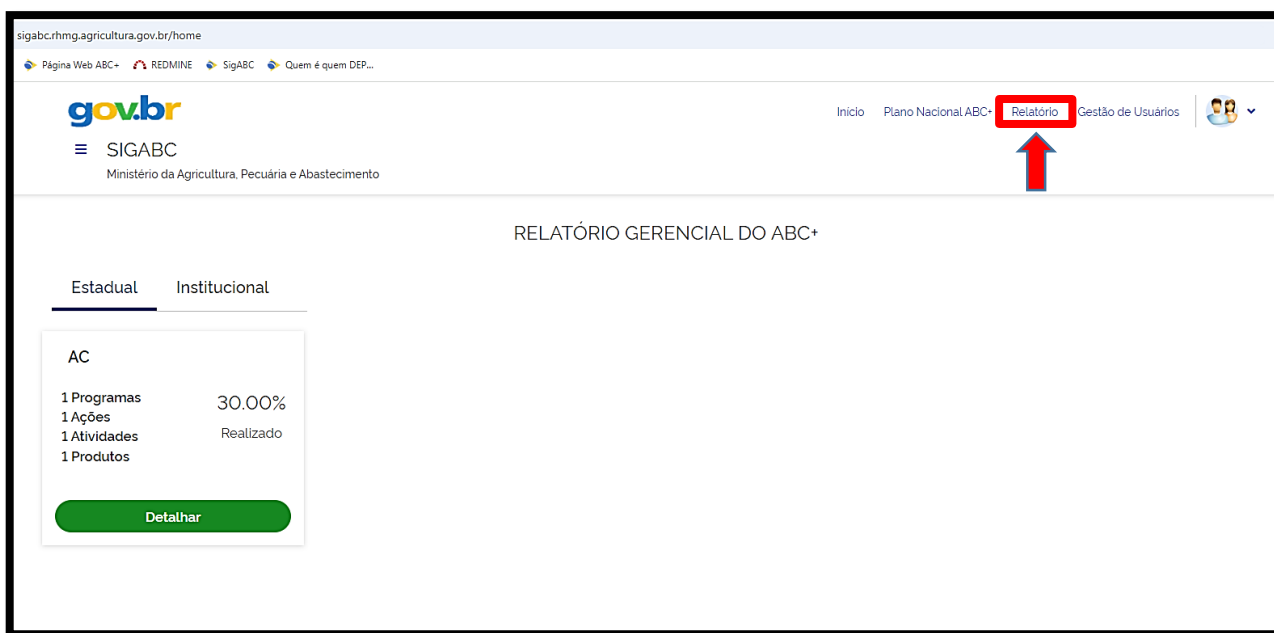 sigabc.rhmg.agricultura.gov.br/home
Página Web ABC+ REDMINE SigABC Quem é quem DEP...
gov.br
Início Plano Nacional ABC+ Relatório Gestão de Usuários
SIGABC
Ministério da Agricultura, Pecuária e Abastecimento
RELATÓRIO GERENCIAL DO ABC+
Estadual Institucional
AC
1 Programas
1 Ações
1 Atividades
1 Produtos
30.00%
Realizado
Detalhar